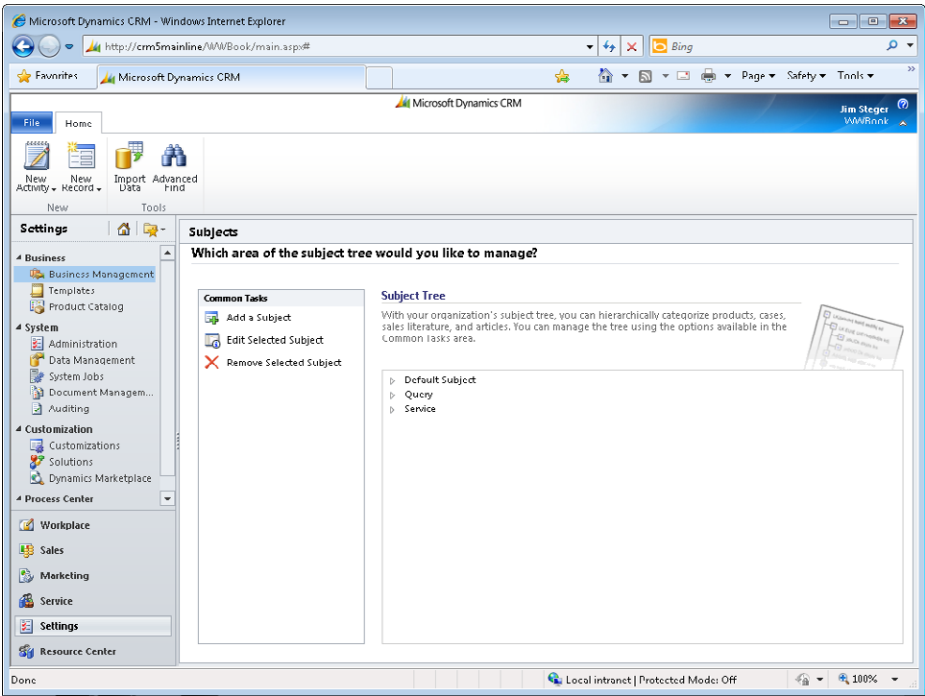 Microsoft Dynamics CRM - Windows Internet Explorer
http://crm5mainline/WWBook/main.aspx#
Bing
Favorites
Microsoft Dynamics CRM
Page
Safety
Tools
Microsoft Dynamics CRM
Jim Steger
WWBook
File
Home
New Activity
New Record
Import Data
Advanced Find
New
Tools
Settings
Business
Business Management
Templates
Product Catalog
System
Administration
Data Management
System Jobs
Document Managem...
Auditing
Customization
Customizations
Solutions
Dynamics Marketplace
Process Center
Workplace
Sales
Marketing
Service
Settings
Resource Center
Subjects
Which area of the subject tree would you like to manage?
Common Tasks
Add a Subject
Edit Selected Subject
Remove Selected Subject
Subject Tree
With your organization's subject tree, you can hierarchically categorize products, cases,
sales literature, and articles. You can manage the tree using the options available in the
Common Tasks area.
Default Subject
Query
Service
Done
Local intranet | Protected Mode: Off
100%